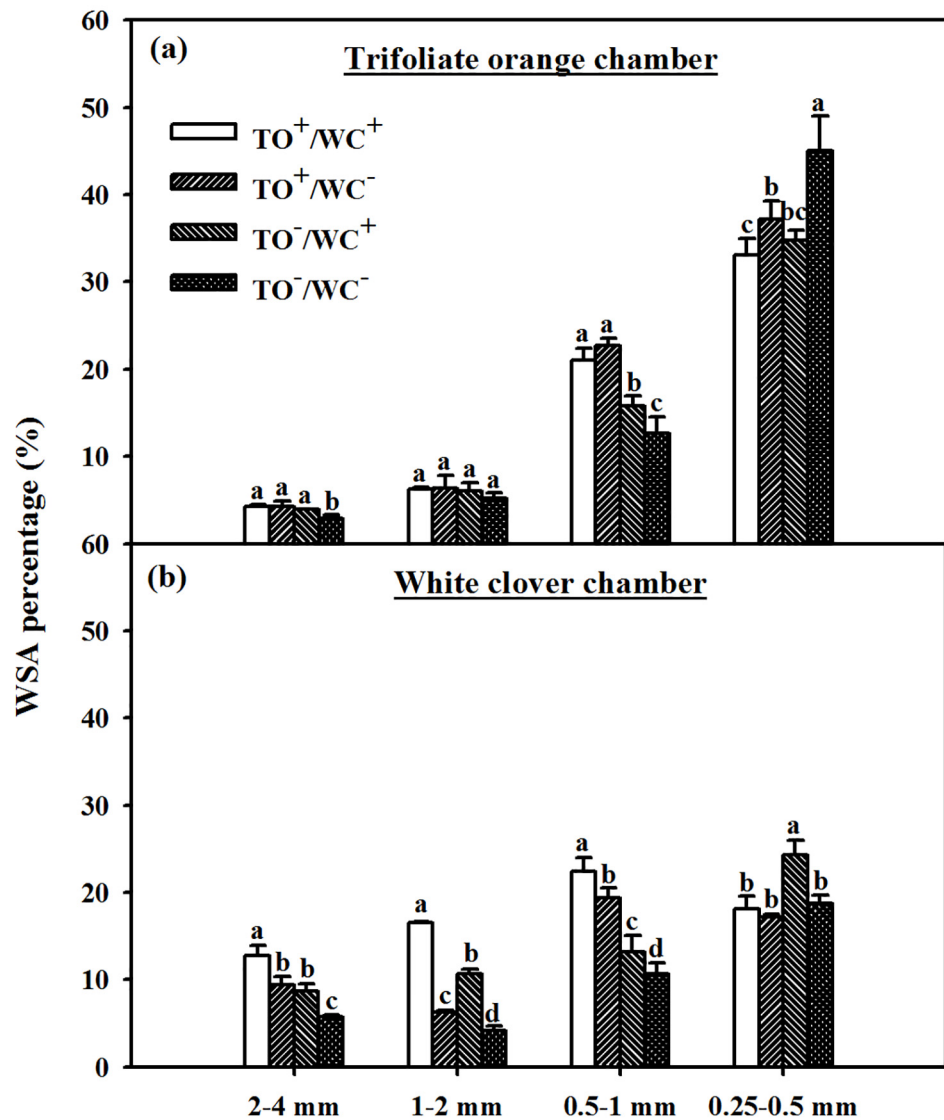 60
(a)
Trifoliate orange chamber
50
a
TO⁺/WC⁺
TO⁺/WC⁻
TO⁻/WC⁺
TO⁻/WC⁻
40
b
c
bc
30
a
a
20
b
c
10
a
a
a
a
a
a
a
b
60
(b)
White clover chamber
50
40
30
a
a
20
b
b
b
b
a
c
a
d
b
10
b
b
c
c
d
0
WSA percentage (%)
2-4 mm
1-2 mm
0.5-1 mm
0.25-0.5 mm